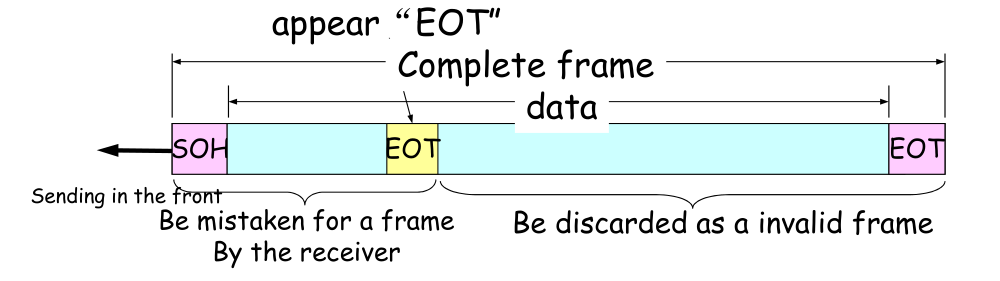 appear “EOT”
Complete frame
data
SOH
EOT
EOT
Sending in the front
Be mistaken for a frame
By the receiver
Be discarded as a invalid frame